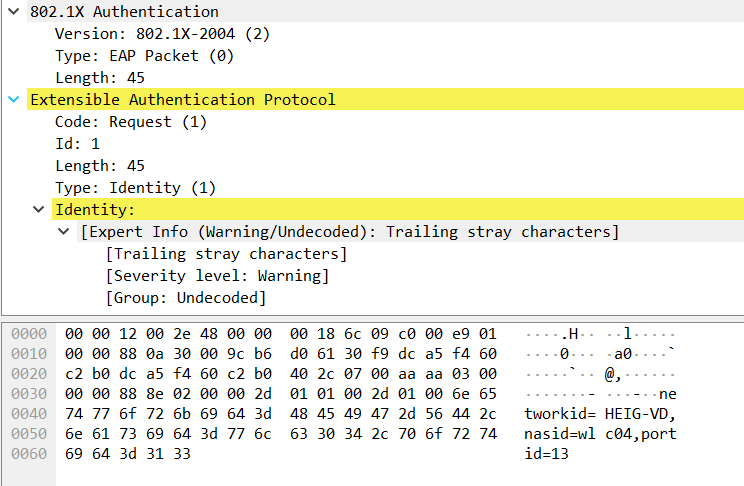 802.1X Authentication
Version: 802.1X-2004 (2)
Type: EAP Packet (0)
Length: 45
Extensible Authentication Protocol
Code: Request (1)
Id: 1
Length: 45
Type: Identity (1)
Identity:
[Expert Info (Warning/Undecoded): Trailing stray characters]
[Trailing stray characters]
[Severity level: Warning]
[Group: Undecoded]
0000 00 00 12 00 2e 48 00 00 00 18 6c 09 c0 00 e9 01 ·····.H·· ··l·····
0010 00 00 88 0a 30 00 9c b6 d0 61 30 f9 dc a5 f4 60 ····0··· ·a0····`
0020 c2 b0 dc a5 f4 60 c2 b0 40 2c 07 00 aa aa 03 00 ·····`·· @,······
0030 00 00 88 8e 02 00 00 2d 01 01 00 2d 01 00 6e 65 ·······- ···-··ne
0040 74 77 6f 72 6b 69 64 3d 48 45 49 47 2d 56 44 2c tworkid= HEIG-VD,
0050 6e 61 73 69 64 3d 77 6c 63 30 34 2c 70 6f 72 74 nasid=wl c04,port
0060 69 64 3d 31 33 id=13